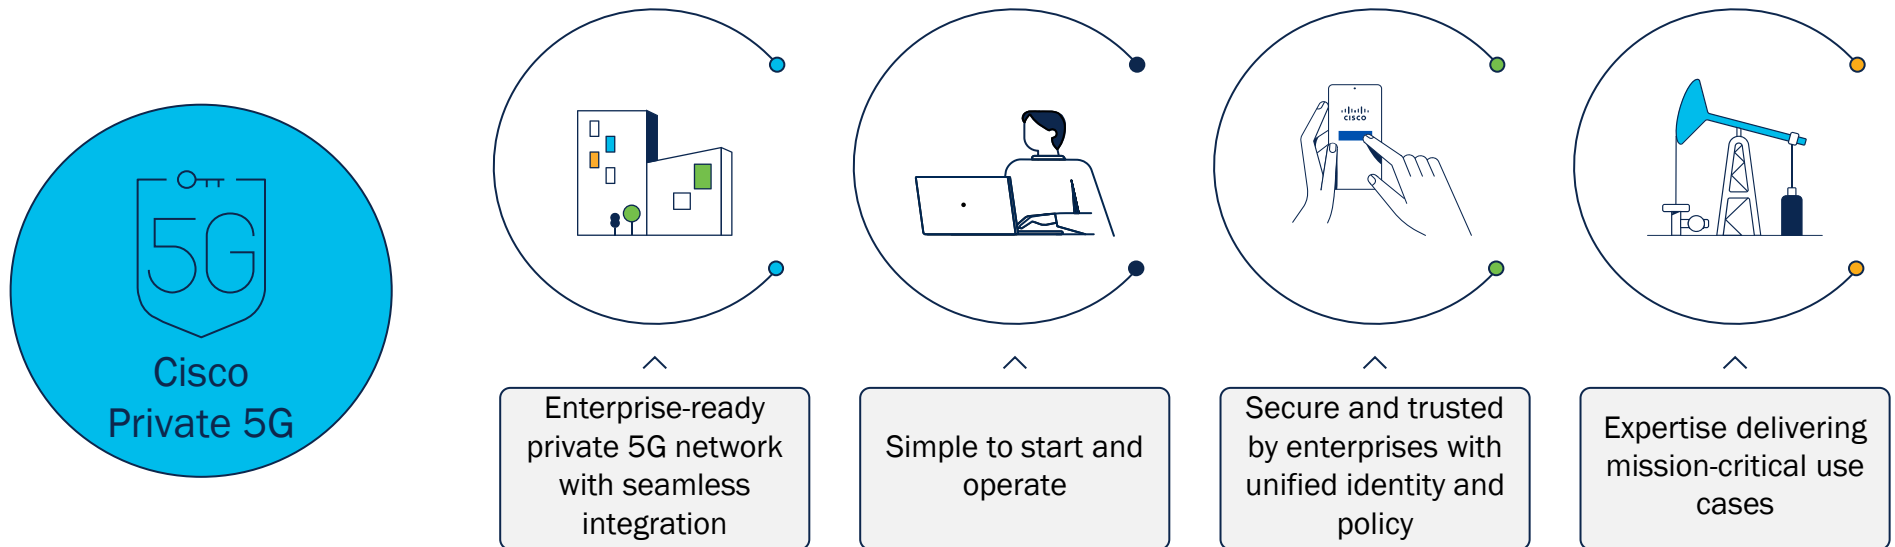 5G
Cisco
Private 5G
CISCO
Enterprise-ready
private 5G network
with seamless
integration
Simple to start and
operate
Secure and trusted
by enterprises with
unified identity and
policy
Expertise delivering
mission-critical use
cases